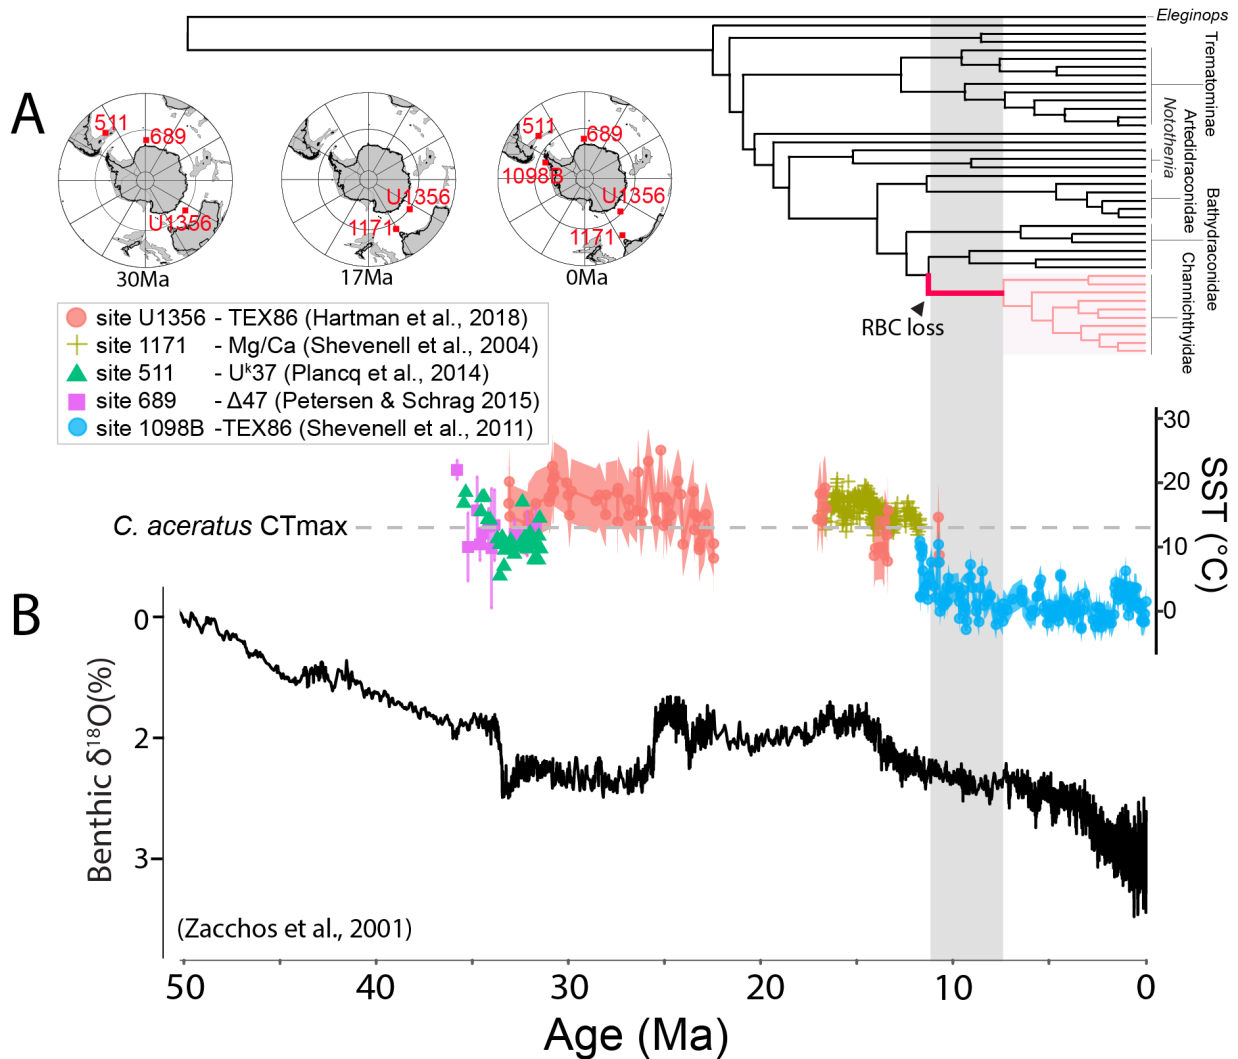 A
511
689
U1356
30Ma
U1356
1171
17Ma
511
689
1098B
U1356
1171
0Ma
Eleginops
Trematominae
Notothenia
Artedidraconidae
Bathydraconidae
Channichthyidae
RBC loss
site U1356 - TEX86 (Hartman et al., 2018)
site 1171 - Mg/Ca (Shevenell et al., 2004)
site 511 - Uᵏ37 (Plancq et al., 2014)
site 689 - Δ47 (Petersen & Schrag 2015)
site 1098B -TEX86 (Shevenell et al., 2011)
C. aceratus CTmax
30
20
10
0
SST (°C)
B
0
2
3
Benthic δ¹⁸O(%)
(Zacchos et al., 2001)
50
40
30
20
10
0
Age (Ma)